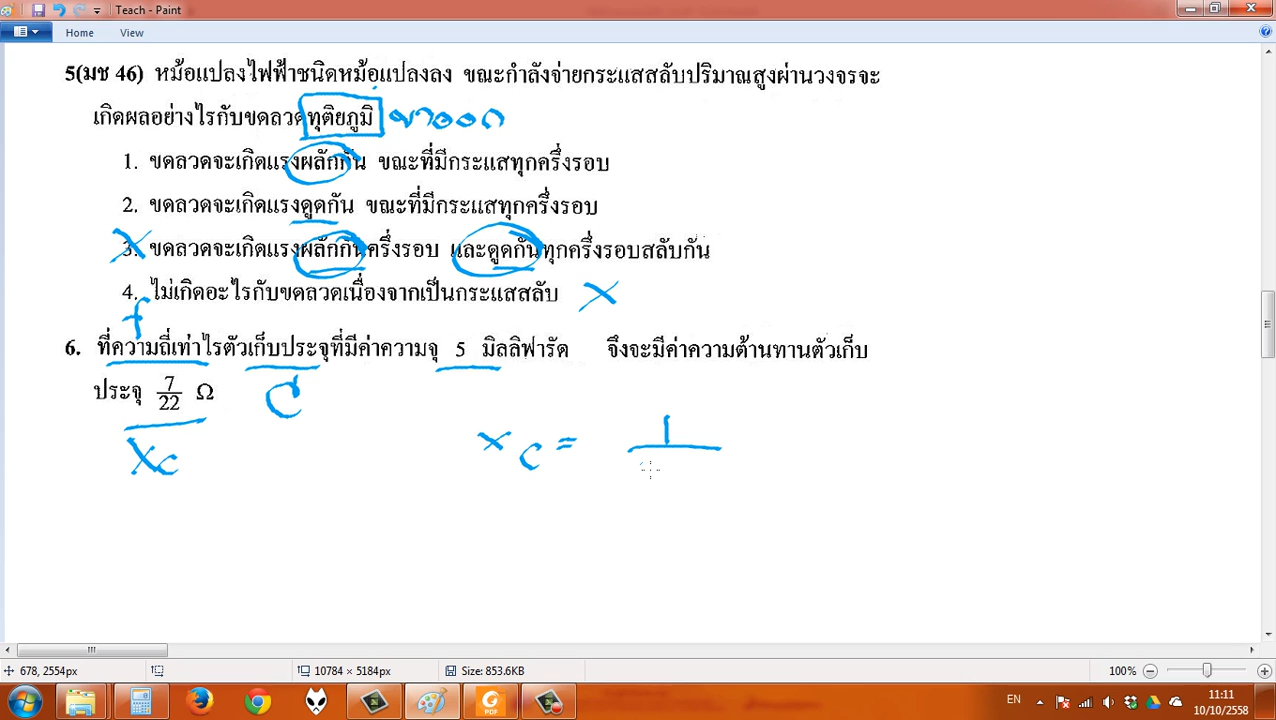 Teach - Paint
Home View
5(มช 46) หม้อแปลงไฟฟ้าชนิดหม้อแปลงลง ขณะกำลังจ่ายกระแสสลับปริมาณสูงผ่านวงจรจะ
เกิดผลอย่างไรกับขดลวดทุติยภูมิ ขาออก
1. ขดลวดจะเกิดแรงผลักกัน ขณะที่มีกระแสทุกครึ่งรอบ
2. ขดลวดจะเกิดแรงดูดกัน ขณะที่มีกระแสทุกครึ่งรอบ
X 3. ขดลวดจะเกิดแรงผลักกันครึ่งรอบ และดูดกันทุกครึ่งรอบสลับกัน
4. ไม่เกิดอะไรกับขดลวดเนื่องจากเป็นกระแสสลับ X
f
6. ที่ความถี่เท่าไรตัวเก็บประจุที่มีค่าความจุ 5 มิลลิฟารัด จึงจะมีค่าความต้านทานตัวเก็บ
ประจุ 7/22 Ω C
Xc xc = 1
678, 2554px 10784 × 5184px Size: 853.6KB 100%
PDF EN 11:11
10/10/2558